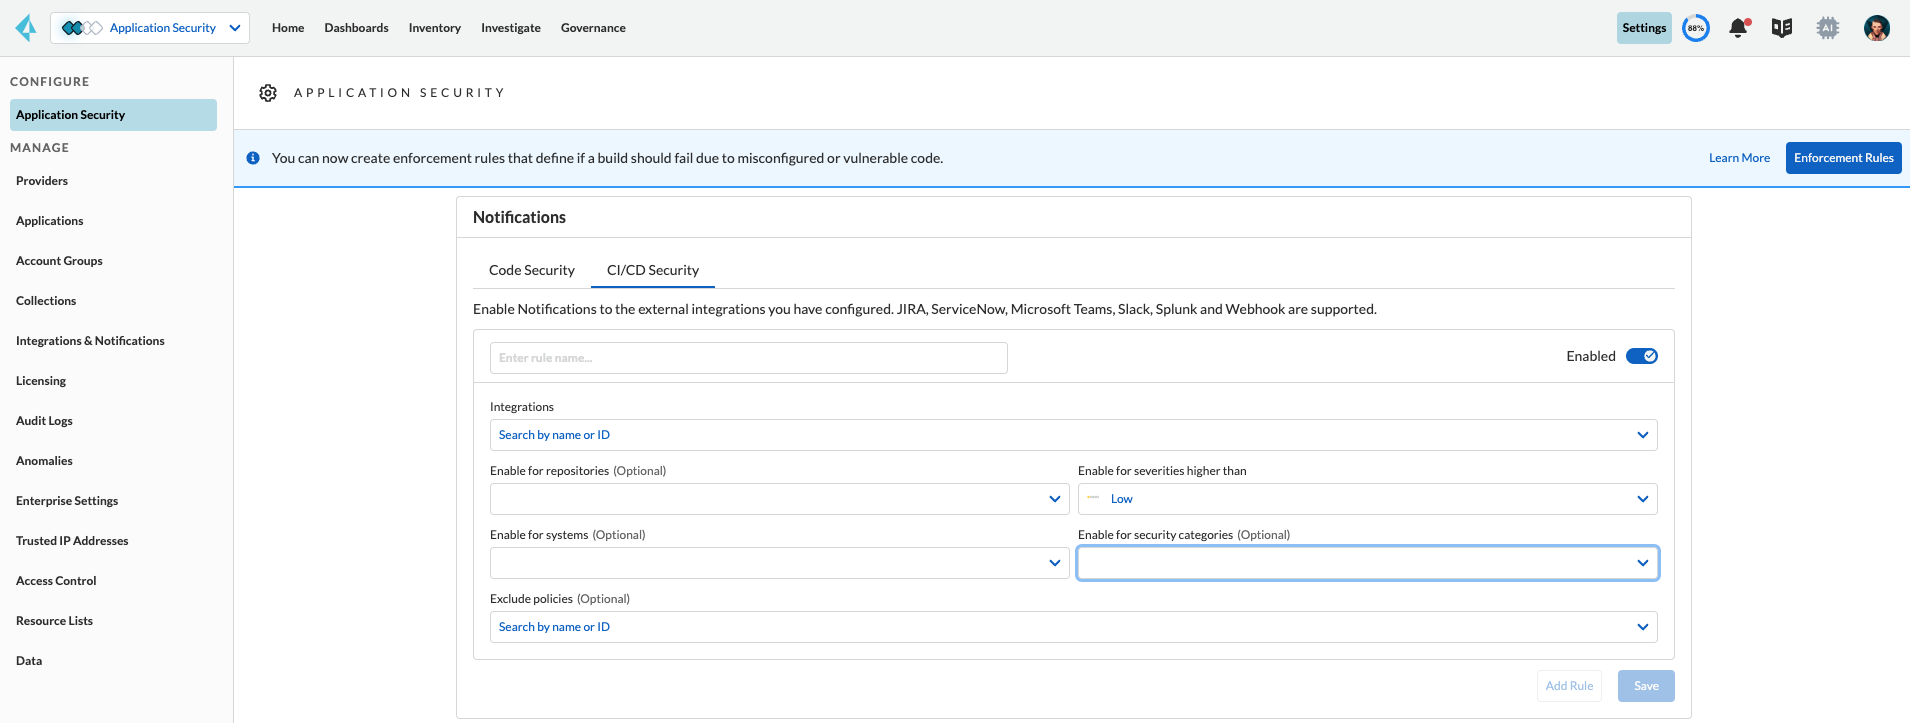 Application Security
Home
Dashboards
Inventory
Investigate
Governance
Settings
88%
AI
CONFIGURE
Application Security
MANAGE
Providers
Applications
Account Groups
Collections
Integrations & Notifications
Licensing
Audit Logs
Anomalies
Enterprise Settings
Trusted IP Addresses
Access Control
Resource Lists
Data
APPLICATION SECURITY
You can now create enforcement rules that define if a build should fail due to misconfigured or vulnerable code.
Learn More
Enforcement Rules
Notifications
Code Security
CI/CD Security
Enable Notifications to the external integrations you have configured. JIRA, ServiceNow, Microsoft Teams, Slack, Splunk and Webhook are supported.
Enter rule name...
Enabled
Integrations
Search by name or ID
Enable for repositories (Optional)
Enable for severities higher than
Low
Enable for systems (Optional)
Enable for security categories (Optional)
Exclude policies (Optional)
Search by name or ID
Add Rule
Save